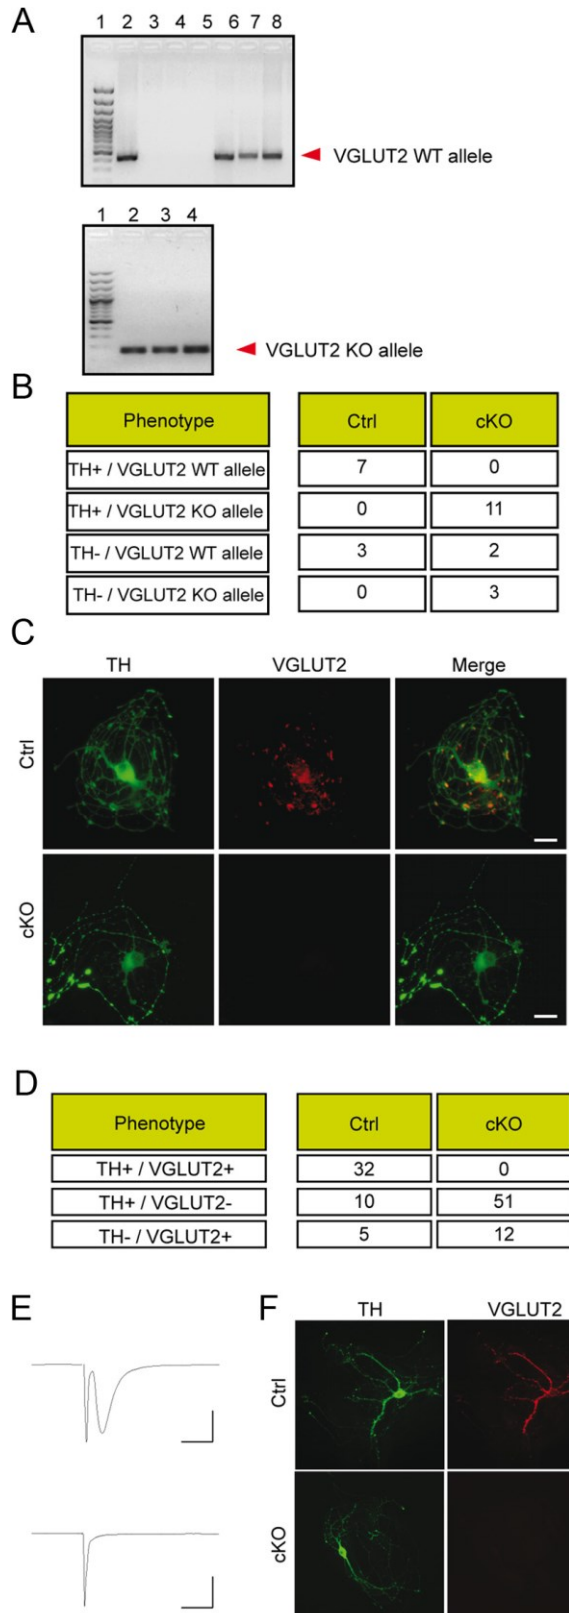 A
1 2 3 4 5 6 7 8
VGLUT2 WT allele
1 2 3 4
VGLUT2 KO allele
B
Phenotype Ctrl cKO
TH+ / VGLUT2 WT allele 7 0
TH+ / VGLUT2 KO allele 0 11
TH- / VGLUT2 WT allele 3 2
TH- / VGLUT2 KO allele 0 3
C
TH VGLUT2 Merge
Ctrl
cKO
D
Phenotype Ctrl cKO
TH+ / VGLUT2+ 32 0
TH+ / VGLUT2- 10 51
TH- / VGLUT2+ 5 12
E F
TH VGLUT2
Ctrl
cKO